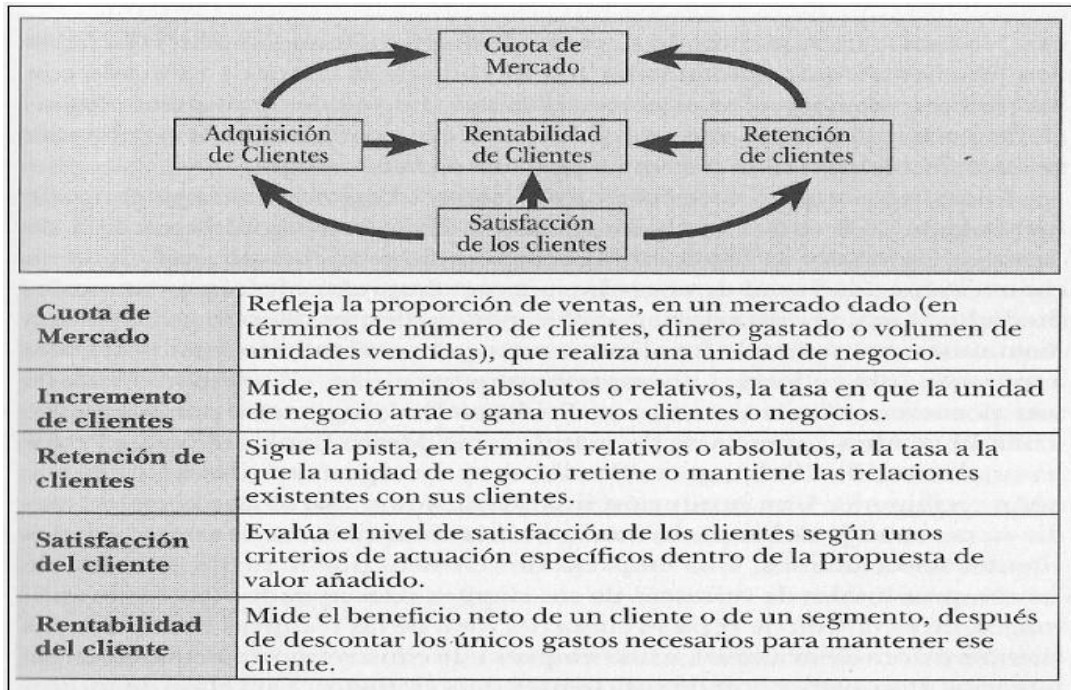 Cuota de
Mercado
Adquisición
de Clientes
Rentabilidad
de Clientes
Retención
de clientes
Satisfacción
de los clientes
Cuota de
Mercado
Refleja la proporción de ventas, en un mercado dado (en
términos de número de clientes, dinero gastado o volumen de
unidades vendidas), que realiza una unidad de negocio.
Incremento
de clientes
Mide, en términos absolutos o relativos, la tasa en que la unidad
de negocio atrae o gana nuevos clientes o negocios.
Retención de
clientes
Sigue la pista, en términos relativos o absolutos, a la tasa a la
que la unidad de negocio retiene o mantiene las relaciones
existentes con sus clientes.
Satisfacción
del cliente
Evalúa el nivel de satisfacción de los clientes según unos
criterios de actuación específicos dentro de la propuesta de
valor añadido.
Rentabilidad
del cliente
Mide el beneficio neto de un cliente o de un segmento, después
de descontar los únicos gastos necesarios para mantener ese
cliente.